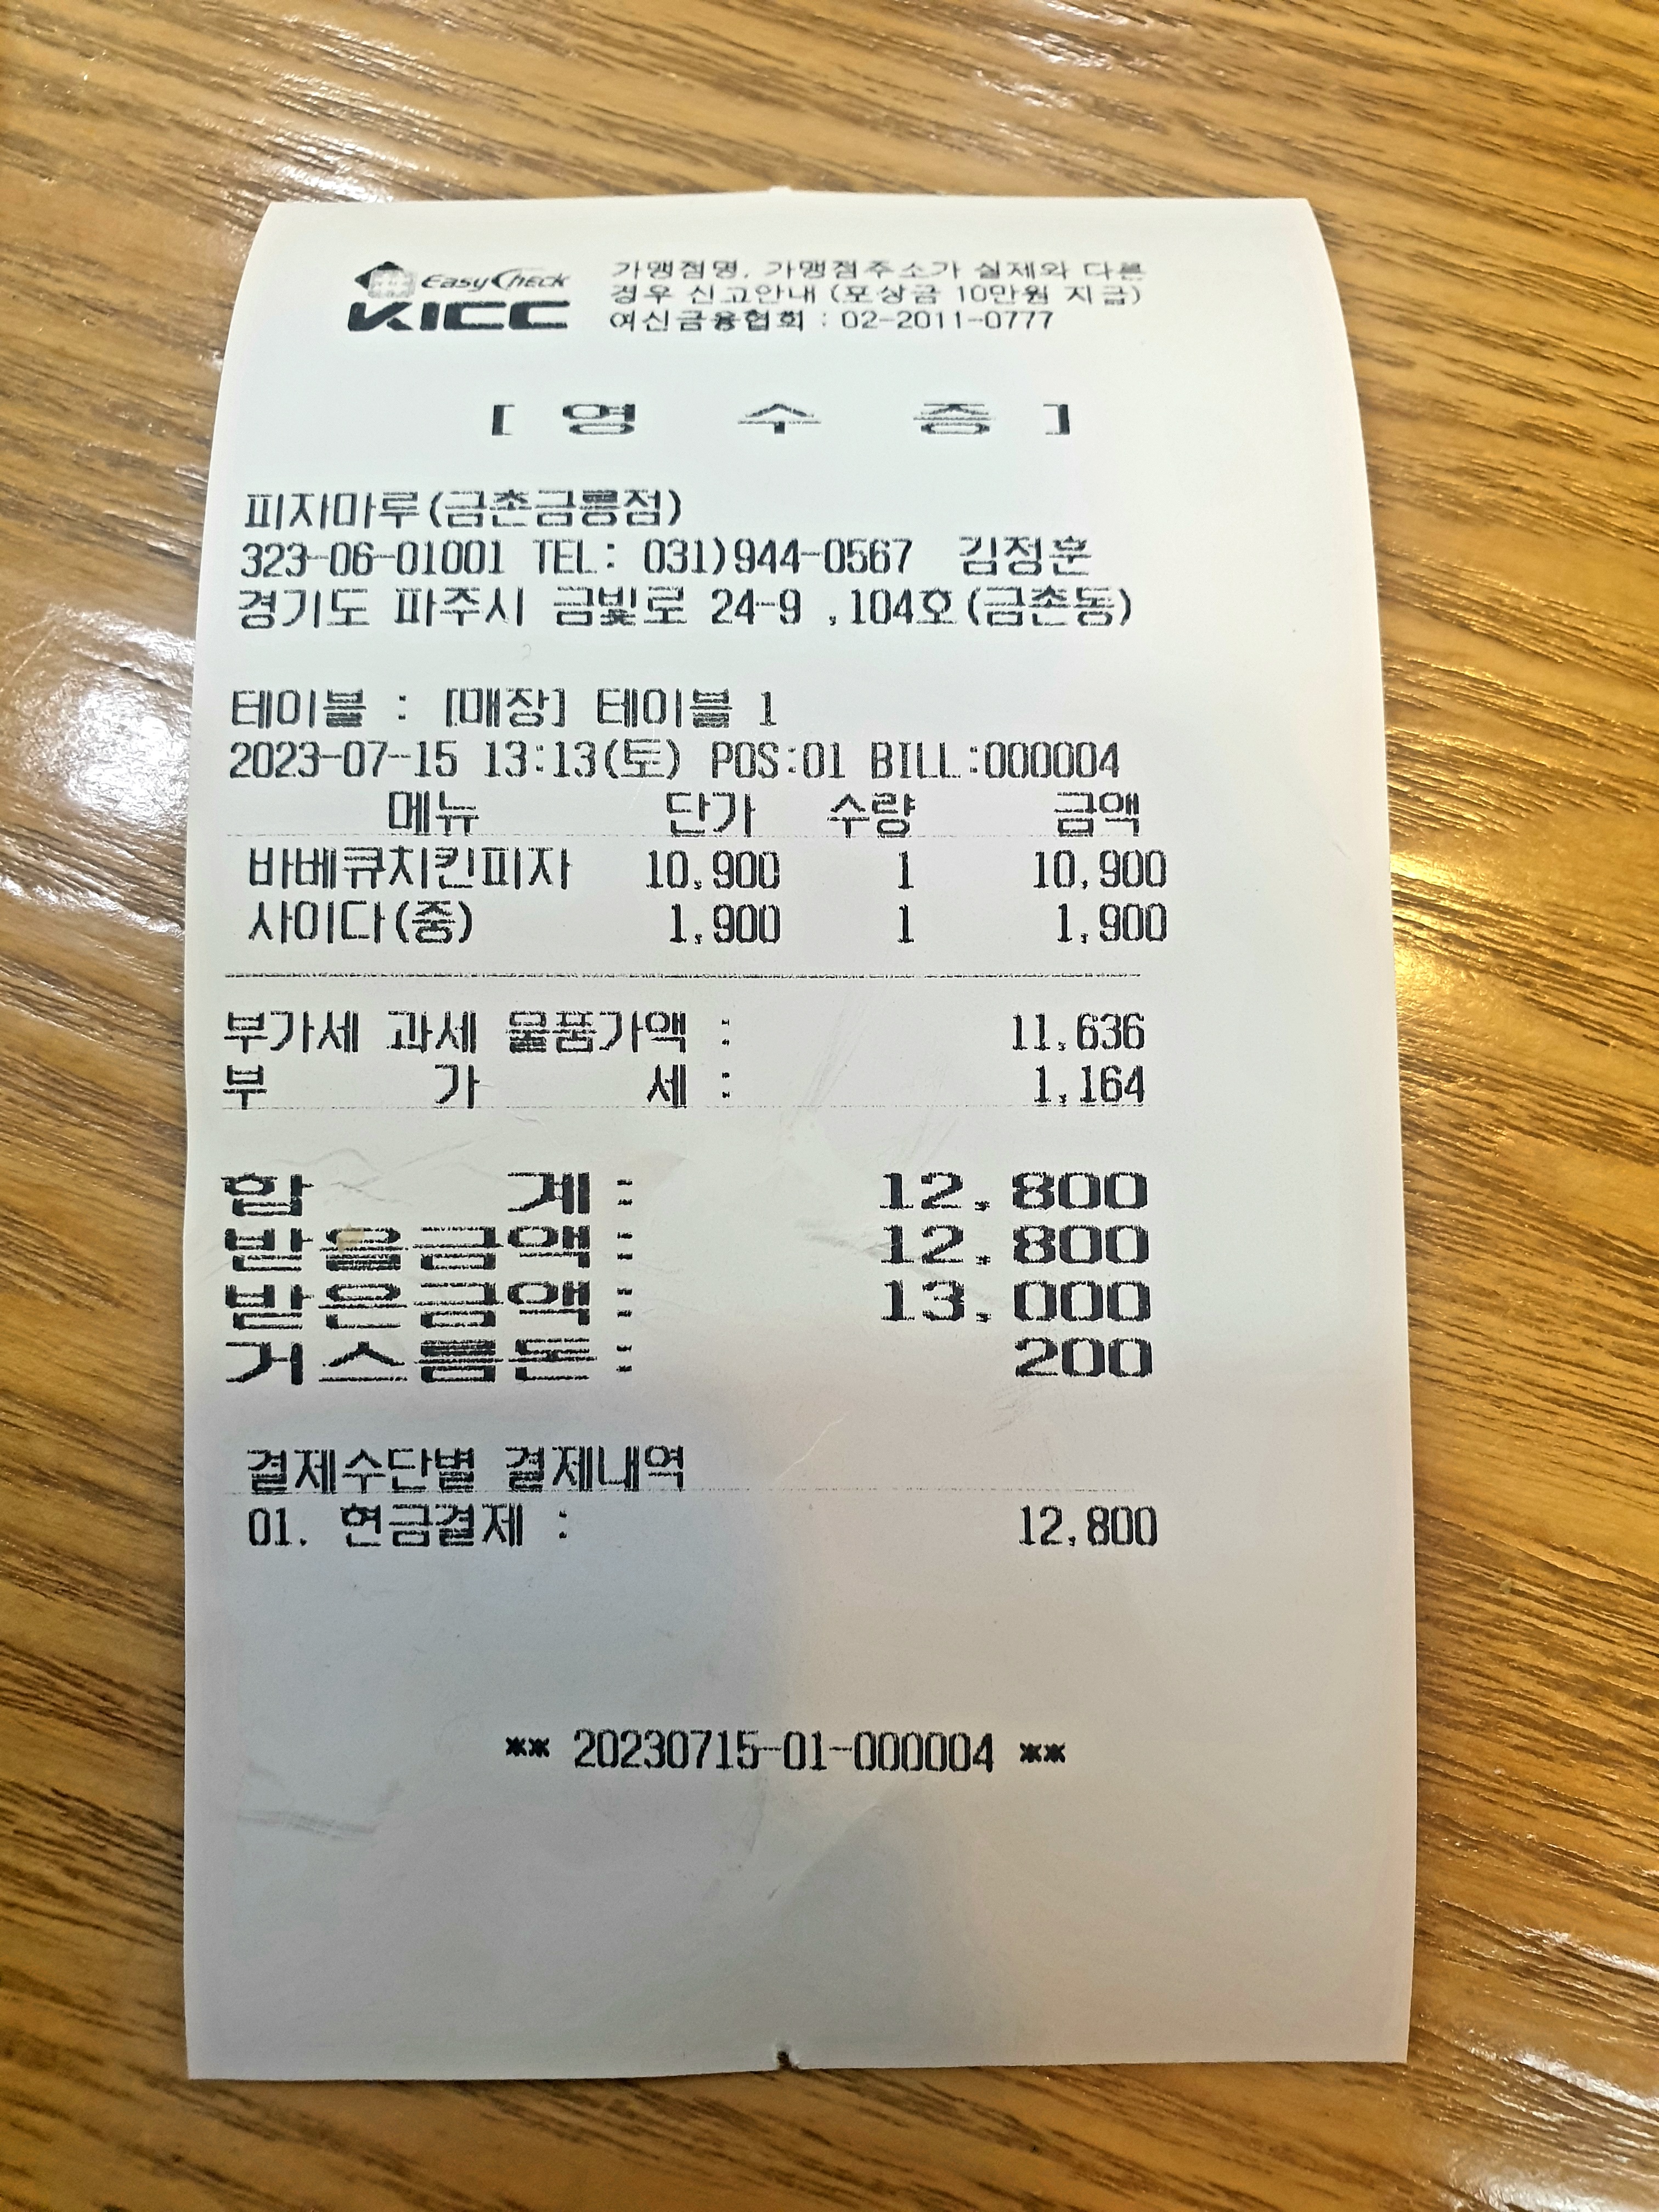 EasyCheck
KICC
가맹점명, 가맹점주소가 실제와 다른
경우 신고안내 (포상금 10만원 지급)
여신금융협회 : 02-2011-0777
[ 영 수 증 ]
피자마루(금촌금릉점)
323-06-01001 TEL: 031)944-0567 김정훈
경기도 파주시 금빛로 24-9 ,104호(금촌동)
테이블 : [매장] 테이블 1
2023-07-15 13:13(토) POS:01 BILL:000004
메뉴 단가 수량 금액
바베큐치킨피자 10,900 1 10,900
사이다(중) 1,900 1 1,900
부가세 과세 물품가액 : 11,636
부 가 세 : 1,164
합 계 : 12,800
받을금액 : 12,800
받은금액 : 13,000
거스름돈 : 200
결제수단별 결제내역
01. 현금결제 : 12,800
** 20230715-01-000004 **